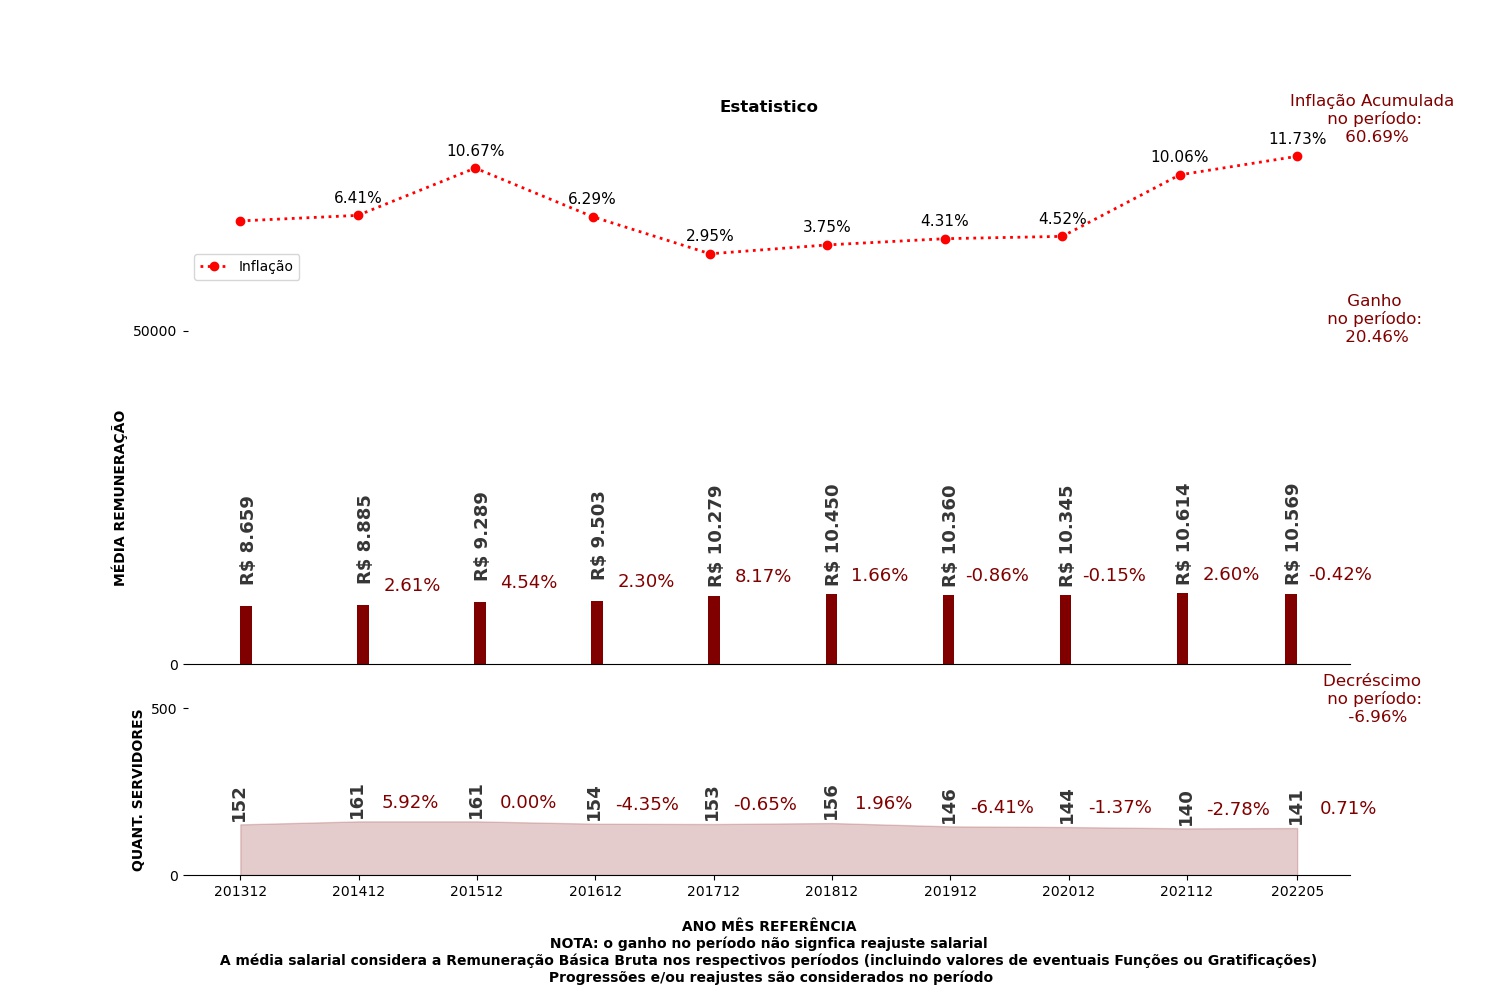 Estatistico
Inflação Acumulada
no período:
60.69%
6.41%
10.67%
6.29%
2.95%
3.75%
4.31%
4.52%
10.06%
11.73%
Inflação
Ganho
no período:
20.46%
50000
0
MÉDIA REMUNERAÇÃO
R$ 8.659
R$ 8.885
R$ 9.289
R$ 9.503
R$ 10.279
R$ 10.450
R$ 10.360
R$ 10.345
R$ 10.614
R$ 10.569
2.61%
4.54%
2.30%
8.17%
1.66%
-0.86%
-0.15%
2.60%
-0.42%
Decréscimo
no período:
-6.96%
500
0
QUANT. SERVIDORES
152
161
161
154
153
156
146
144
140
141
5.92%
0.00%
-4.35%
-0.65%
1.96%
-6.41%
-1.37%
-2.78%
0.71%
201312
201412
201512
201612
201712
201812
201912
202012
202112
202205
ANO MÊS REFERÊNCIA
NOTA: o ganho no período não signfica reajuste salarial
A média salarial considera a Remuneração Básica Bruta nos respectivos períodos (incluindo valores de eventuais Funções ou Gratificações)
Progressões e/ou reajustes são considerados no período